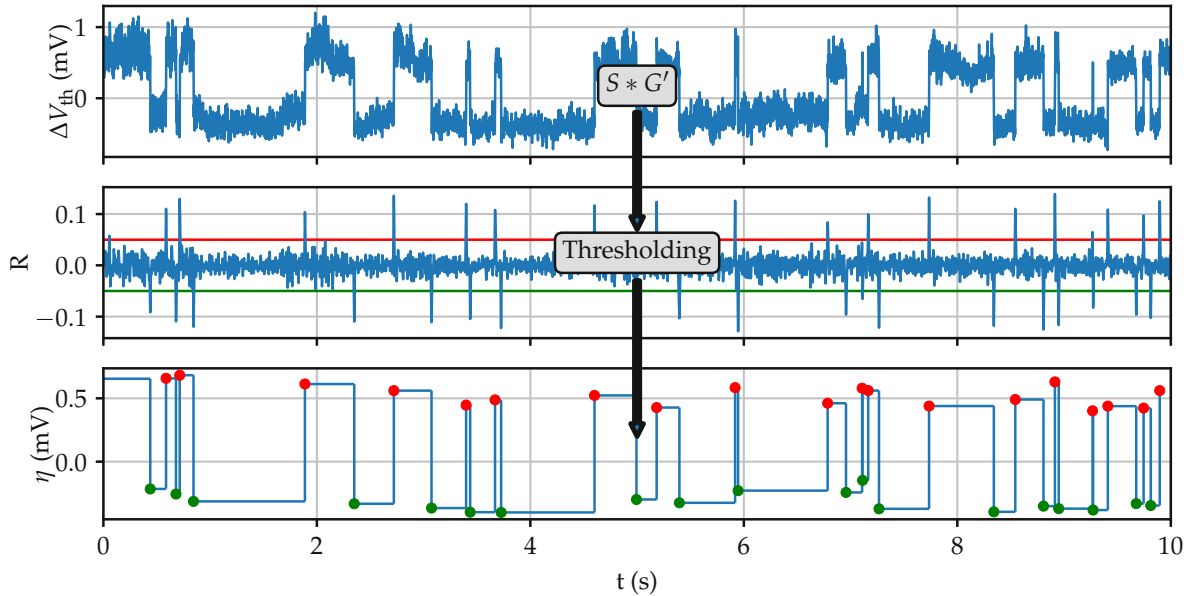 1
0
ΔVth (mV)
S ∗ G′
0.1
0.0
−0.1
R
Thresholding
0.5
0.0
η (mV)
0 2 4 6 8 10
t (s)